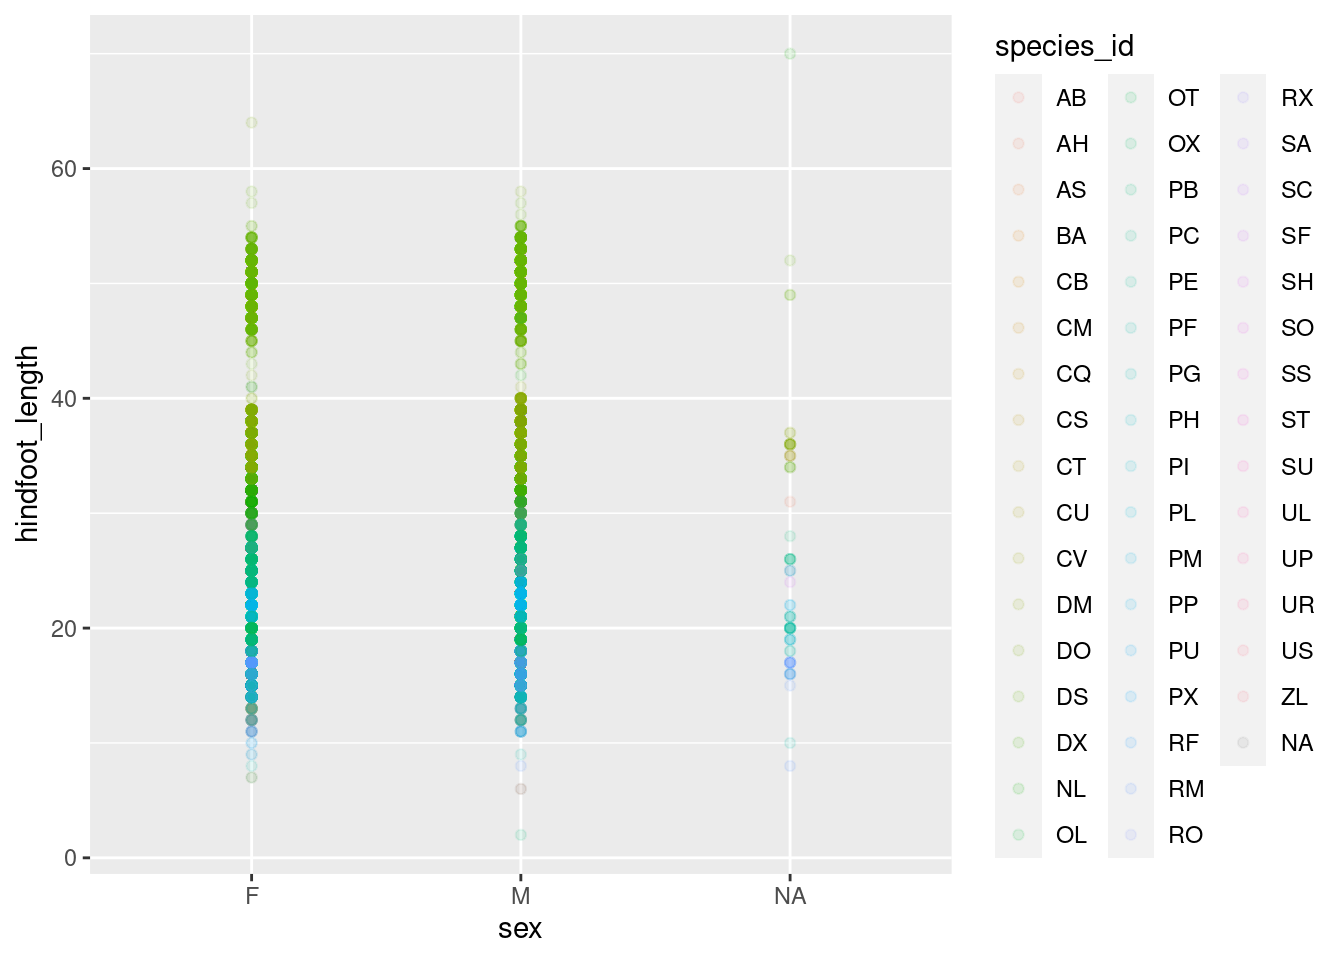 species_id
AB
AH
AS
BA
CB
CM
CQ
CS
CT
CU
CV
DM
DO
DS
DX
NL
OL
OT
OX
PB
PC
PE
PF
PG
PH
PI
PL
PM
PP
PU
PX
RF
RM
RO
RX
SA
SC
SF
SH
SO
SS
ST
SU
UL
UP
UR
US
ZL
NA
hindfoot_length
60
40
20
0
F M NA
sex